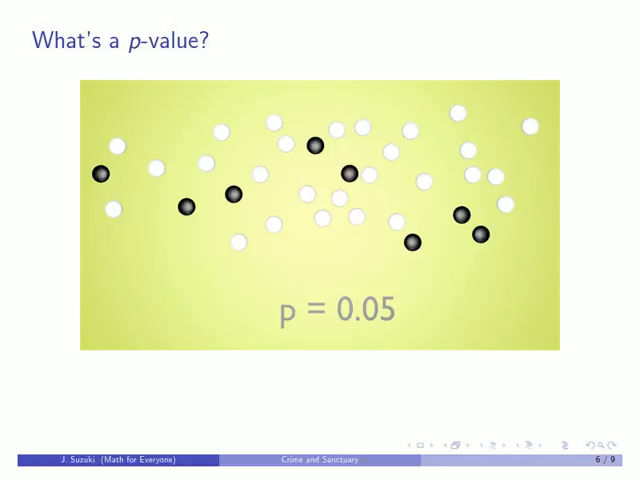 What's a p-value?
p = 0.05
J. Suzuki (Math for Everyone)
Crime and Sanctuary
6 / 9